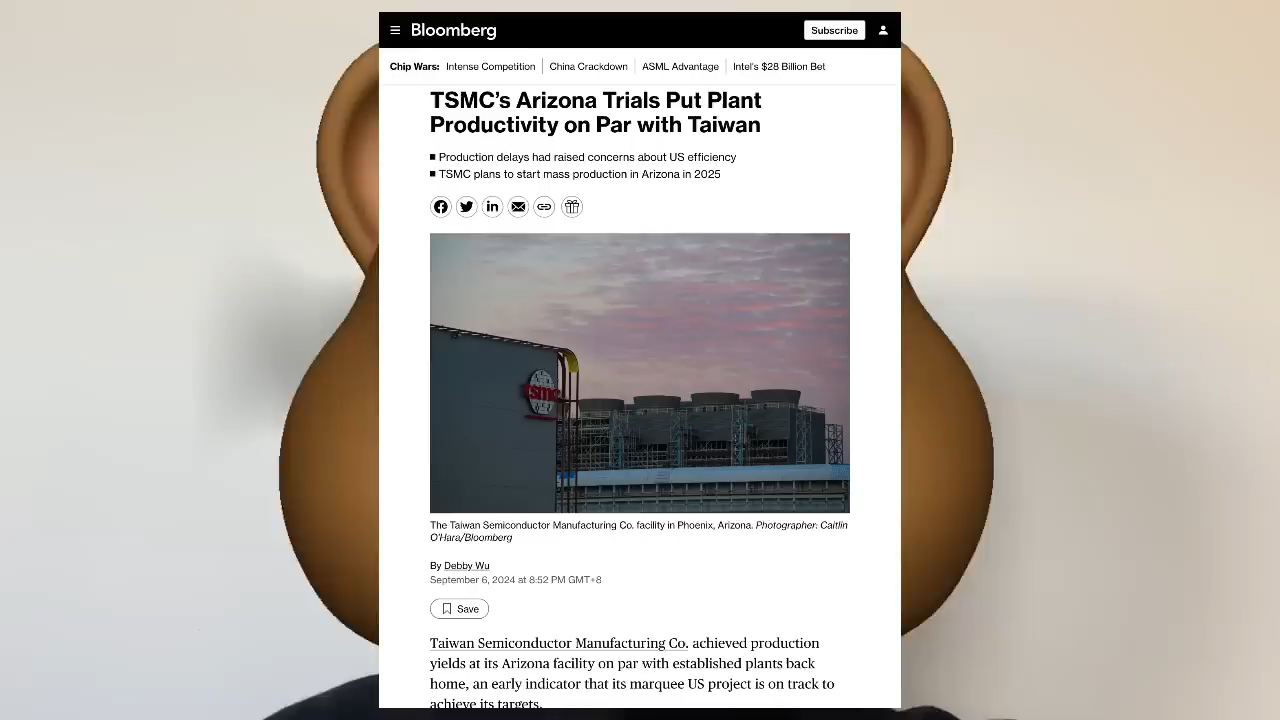 Bloomberg
Subscribe
Chip Wars: Intense Competition China Crackdown ASML Advantage Intel's $28 Billion Bet
TSMC’s Arizona Trials Put Plant
Productivity on Par with Taiwan
Production delays had raised concerns about US efficiency
TSMC plans to start mass production in Arizona in 2025
in
TSMC
The Taiwan Semiconductor Manufacturing Co. facility in Phoenix, Arizona. Photographer: Caitlin
O'Hara/Bloomberg
By Debby Wu
September 6, 2024 at 8:52 PM GMT+8
Save
Taiwan Semiconductor Manufacturing Co. achieved production
yields at its Arizona facility on par with established plants back
home, an early indicator that its marquee US project is on track to
achieve its targets.